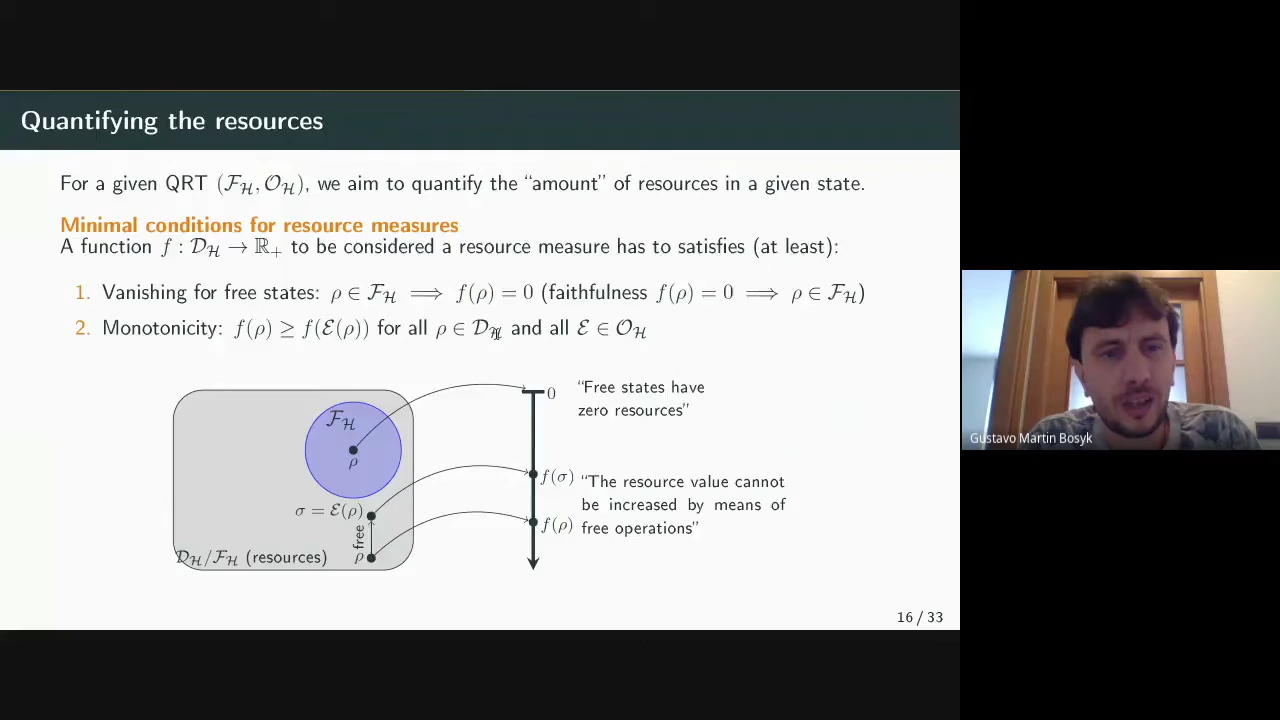 Quantifying the resources
For a given QRT (ℱ_ℋ, 𝒪_ℋ), we aim to quantify the “amount” of resources in a given state.
Minimal conditions for resource measures
A function f : 𝒟_ℋ → ℝ₊ to be considered a resource measure has to satisfies (at least):
1. Vanishing for free states: ρ ∈ ℱ_ℋ ⟹ f(ρ) = 0 (faithfulness f(ρ) = 0 ⟹ ρ ∈ ℱ_ℋ)
2. Monotonicity: f(ρ) ≥ f(ℰ(ρ)) for all ρ ∈ 𝒟_ℋ and all ℰ ∈ 𝒪_ℋ
ℱ_ℋ
ρ
σ = ℰ(ρ)
free
ρ
𝒟_ℋ/ℱ_ℋ (resources)
0
f(σ)
f(ρ)
“Free states have
zero resources”
“The resource value cannot
be increased by means of
free operations”
16 / 33
Gustavo Martin Bosyk